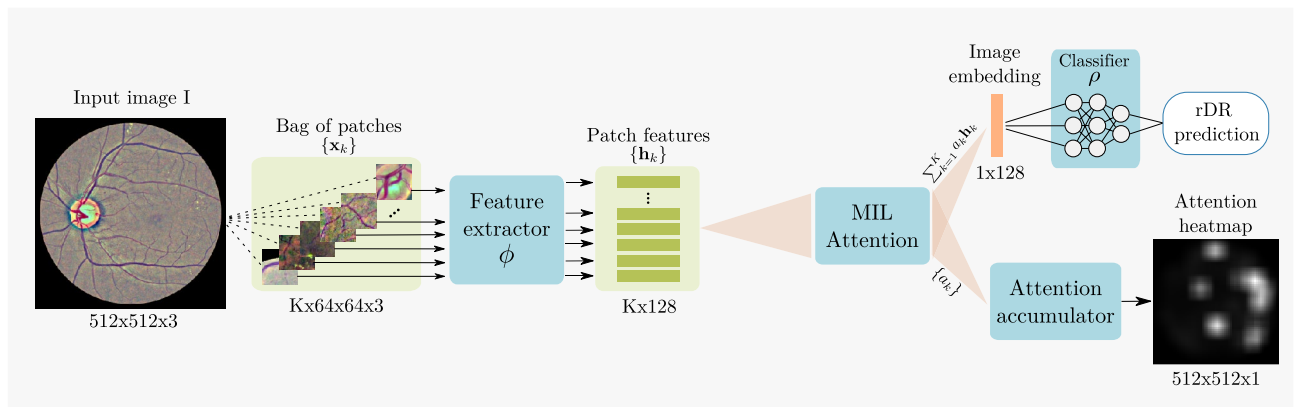 Input image I
512x512x3
Bag of patches
{x_k}
Kx64x64x3
Feature
extractor
ϕ
Patch features
{h_k}
Kx128
MIL
Attention
∑_{k=1}^{K} a_k h_k
{a_k}
Image
embedding
1x128
Classifier
ρ
rDR
prediction
Attention
accumulator
Attention
heatmap
512x512x1